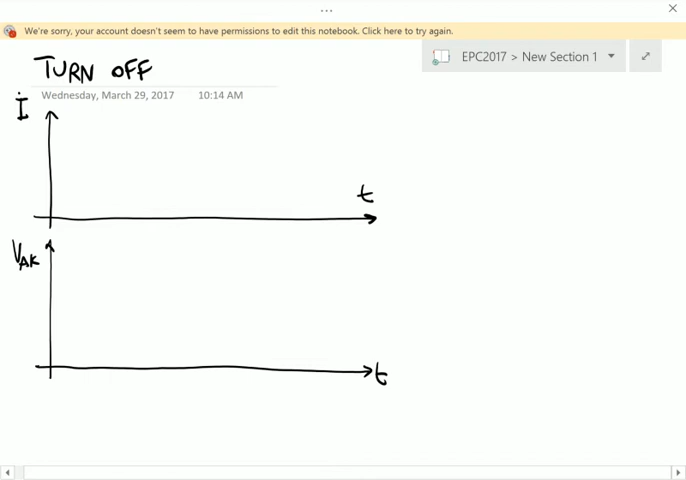 ...
We're sorry, your account doesn't seem to have permissions to edit this notebook. Click here to try again.
EPC2017 > New Section 1
TURN OFF
Wednesday, March 29, 2017 10:14 AM
i
t
VAK
t